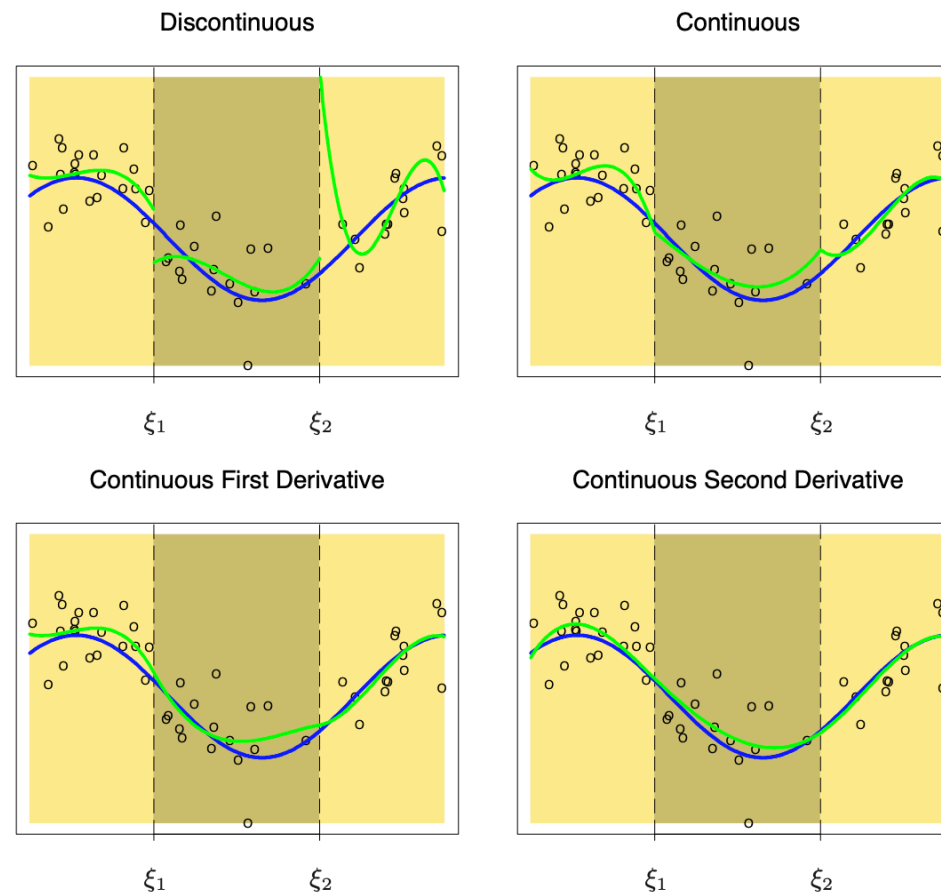 Discontinuous
Continuous
ξ1 ξ2
ξ1 ξ2
Continuous First Derivative
Continuous Second Derivative
ξ1 ξ2
ξ1 ξ2